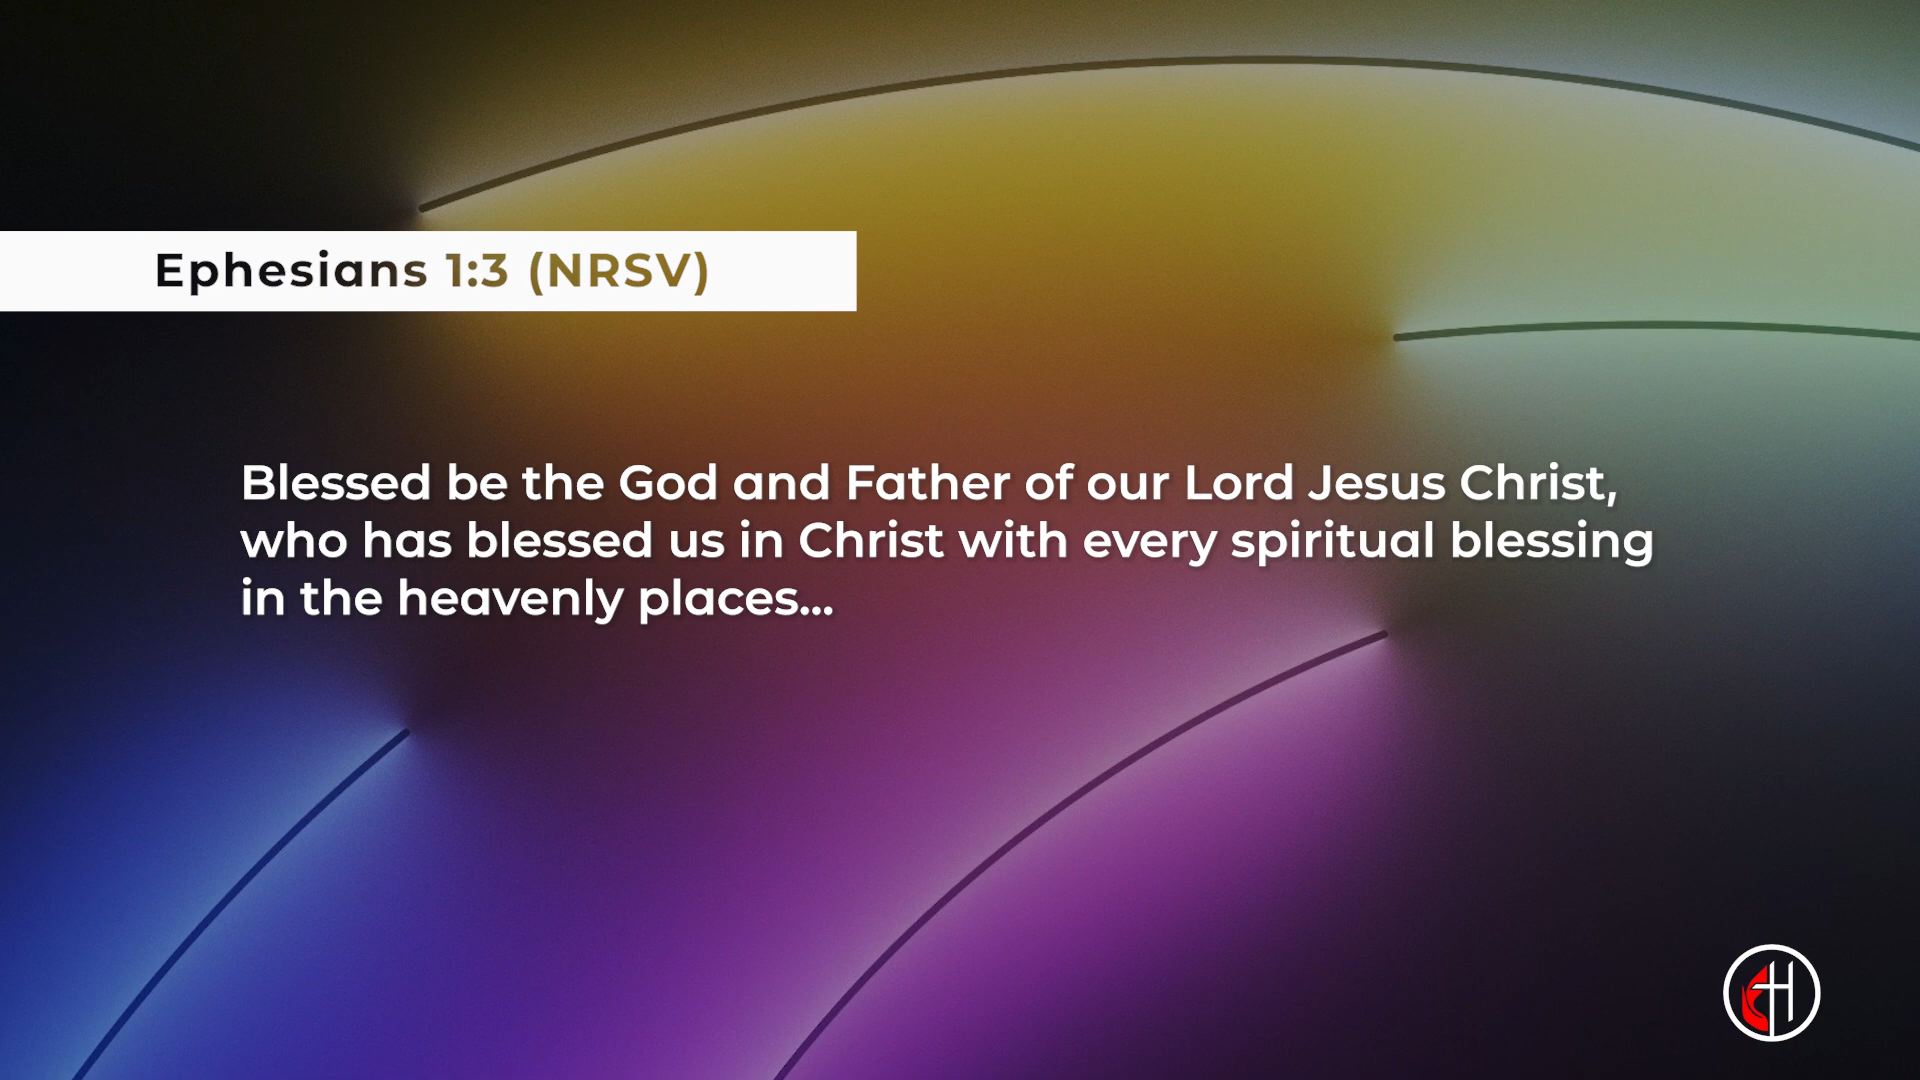 Ephesians 1:3 (NRSV)
Blessed be the God and Father of our Lord Jesus Christ,
who has blessed us in Christ with every spiritual blessing
in the heavenly places...
H